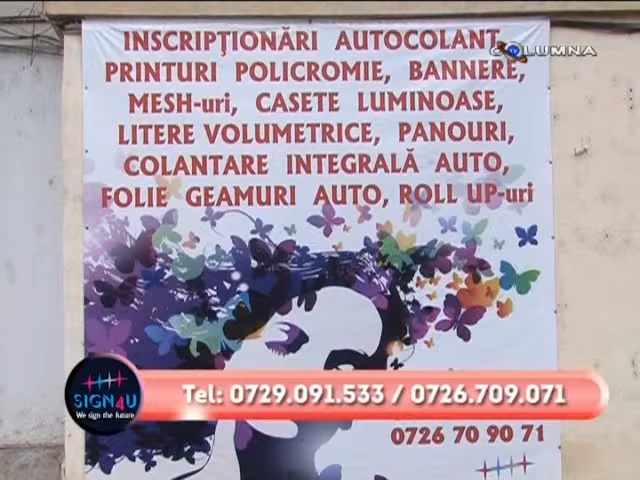 INSCRIPȚIONĂRI AUTOCOLANT,
TV COLUMNA
PRINTURI POLICROMIE, BANNERE,
MESH-uri, CASETE LUMINOASE,
LITERE VOLUMETRICE, PANOURI,
COLANTARE INTEGRALĂ AUTO,
FOLIE GEAMURI AUTO, ROLL UP-uri
SIGN4U
We sign the future
Tel: 0729.091.533 / 0726.709.071
0726 70 90 71